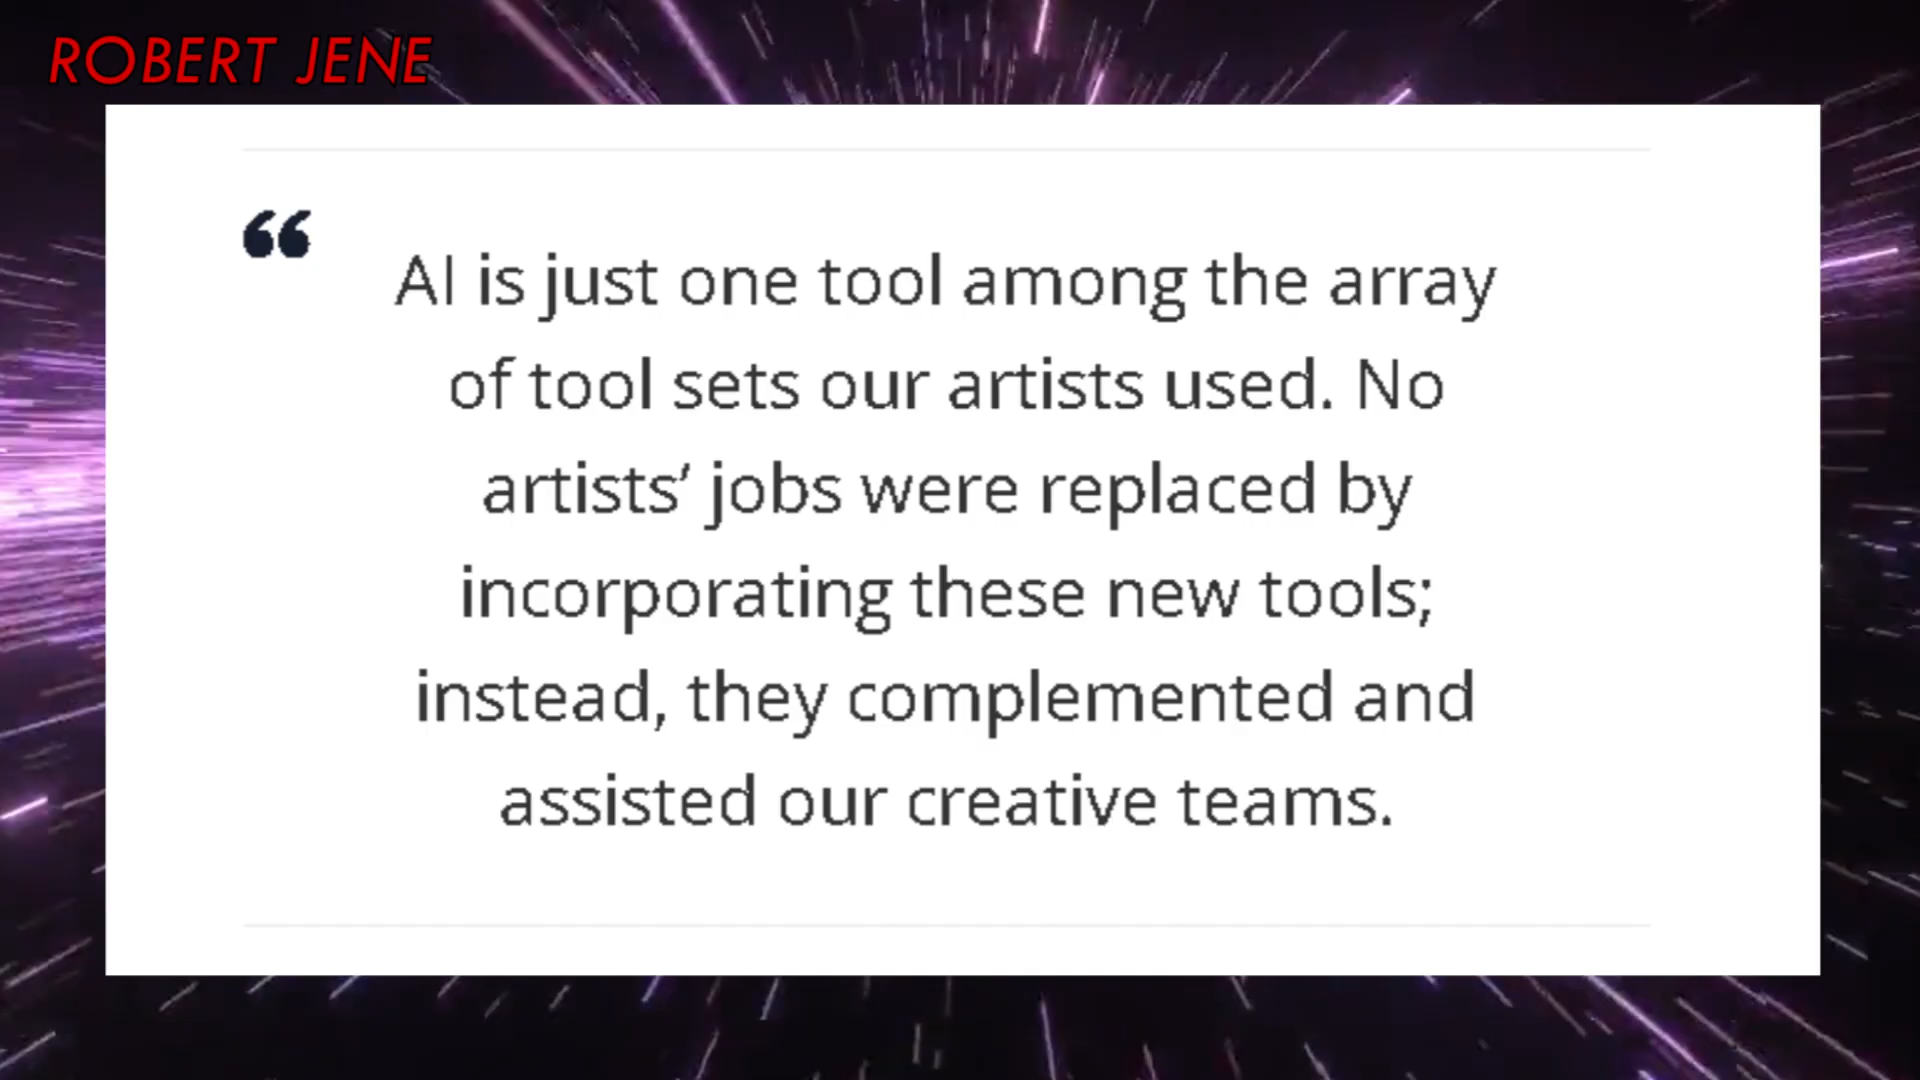 ROBERT JENE
“
AI is just one tool among the array
of tool sets our artists used. No
artists’ jobs were replaced by
incorporating these new tools;
instead, they complemented and
assisted our creative teams.